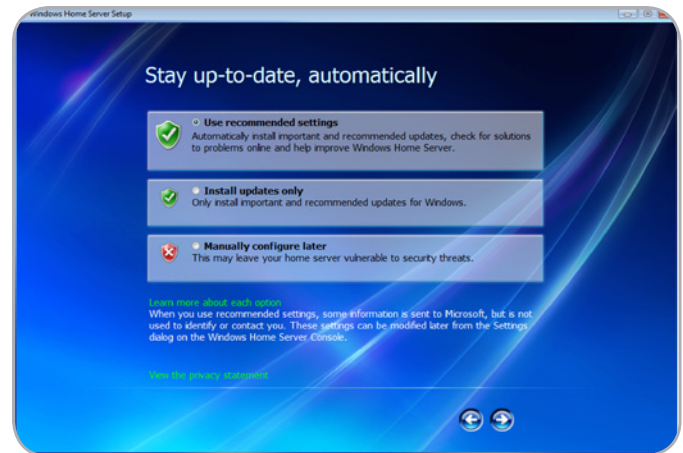 Windows Home Server Setup
Stay up-to-date, automatically
Use recommended settings
Automatically install important and recommended updates, check for solutions
to problems online and help improve Windows Home Server.
Install updates only
Only install important and recommended updates for Windows.
Manually configure later
This may leave your home server vulnerable to security threats.
Learn more about each option
When you use recommended settings, some information is sent to Microsoft, but is not
used to identify or contact you. These settings can be modified later from the Settings
dialog on the Windows Home Server Console.
View the privacy statement